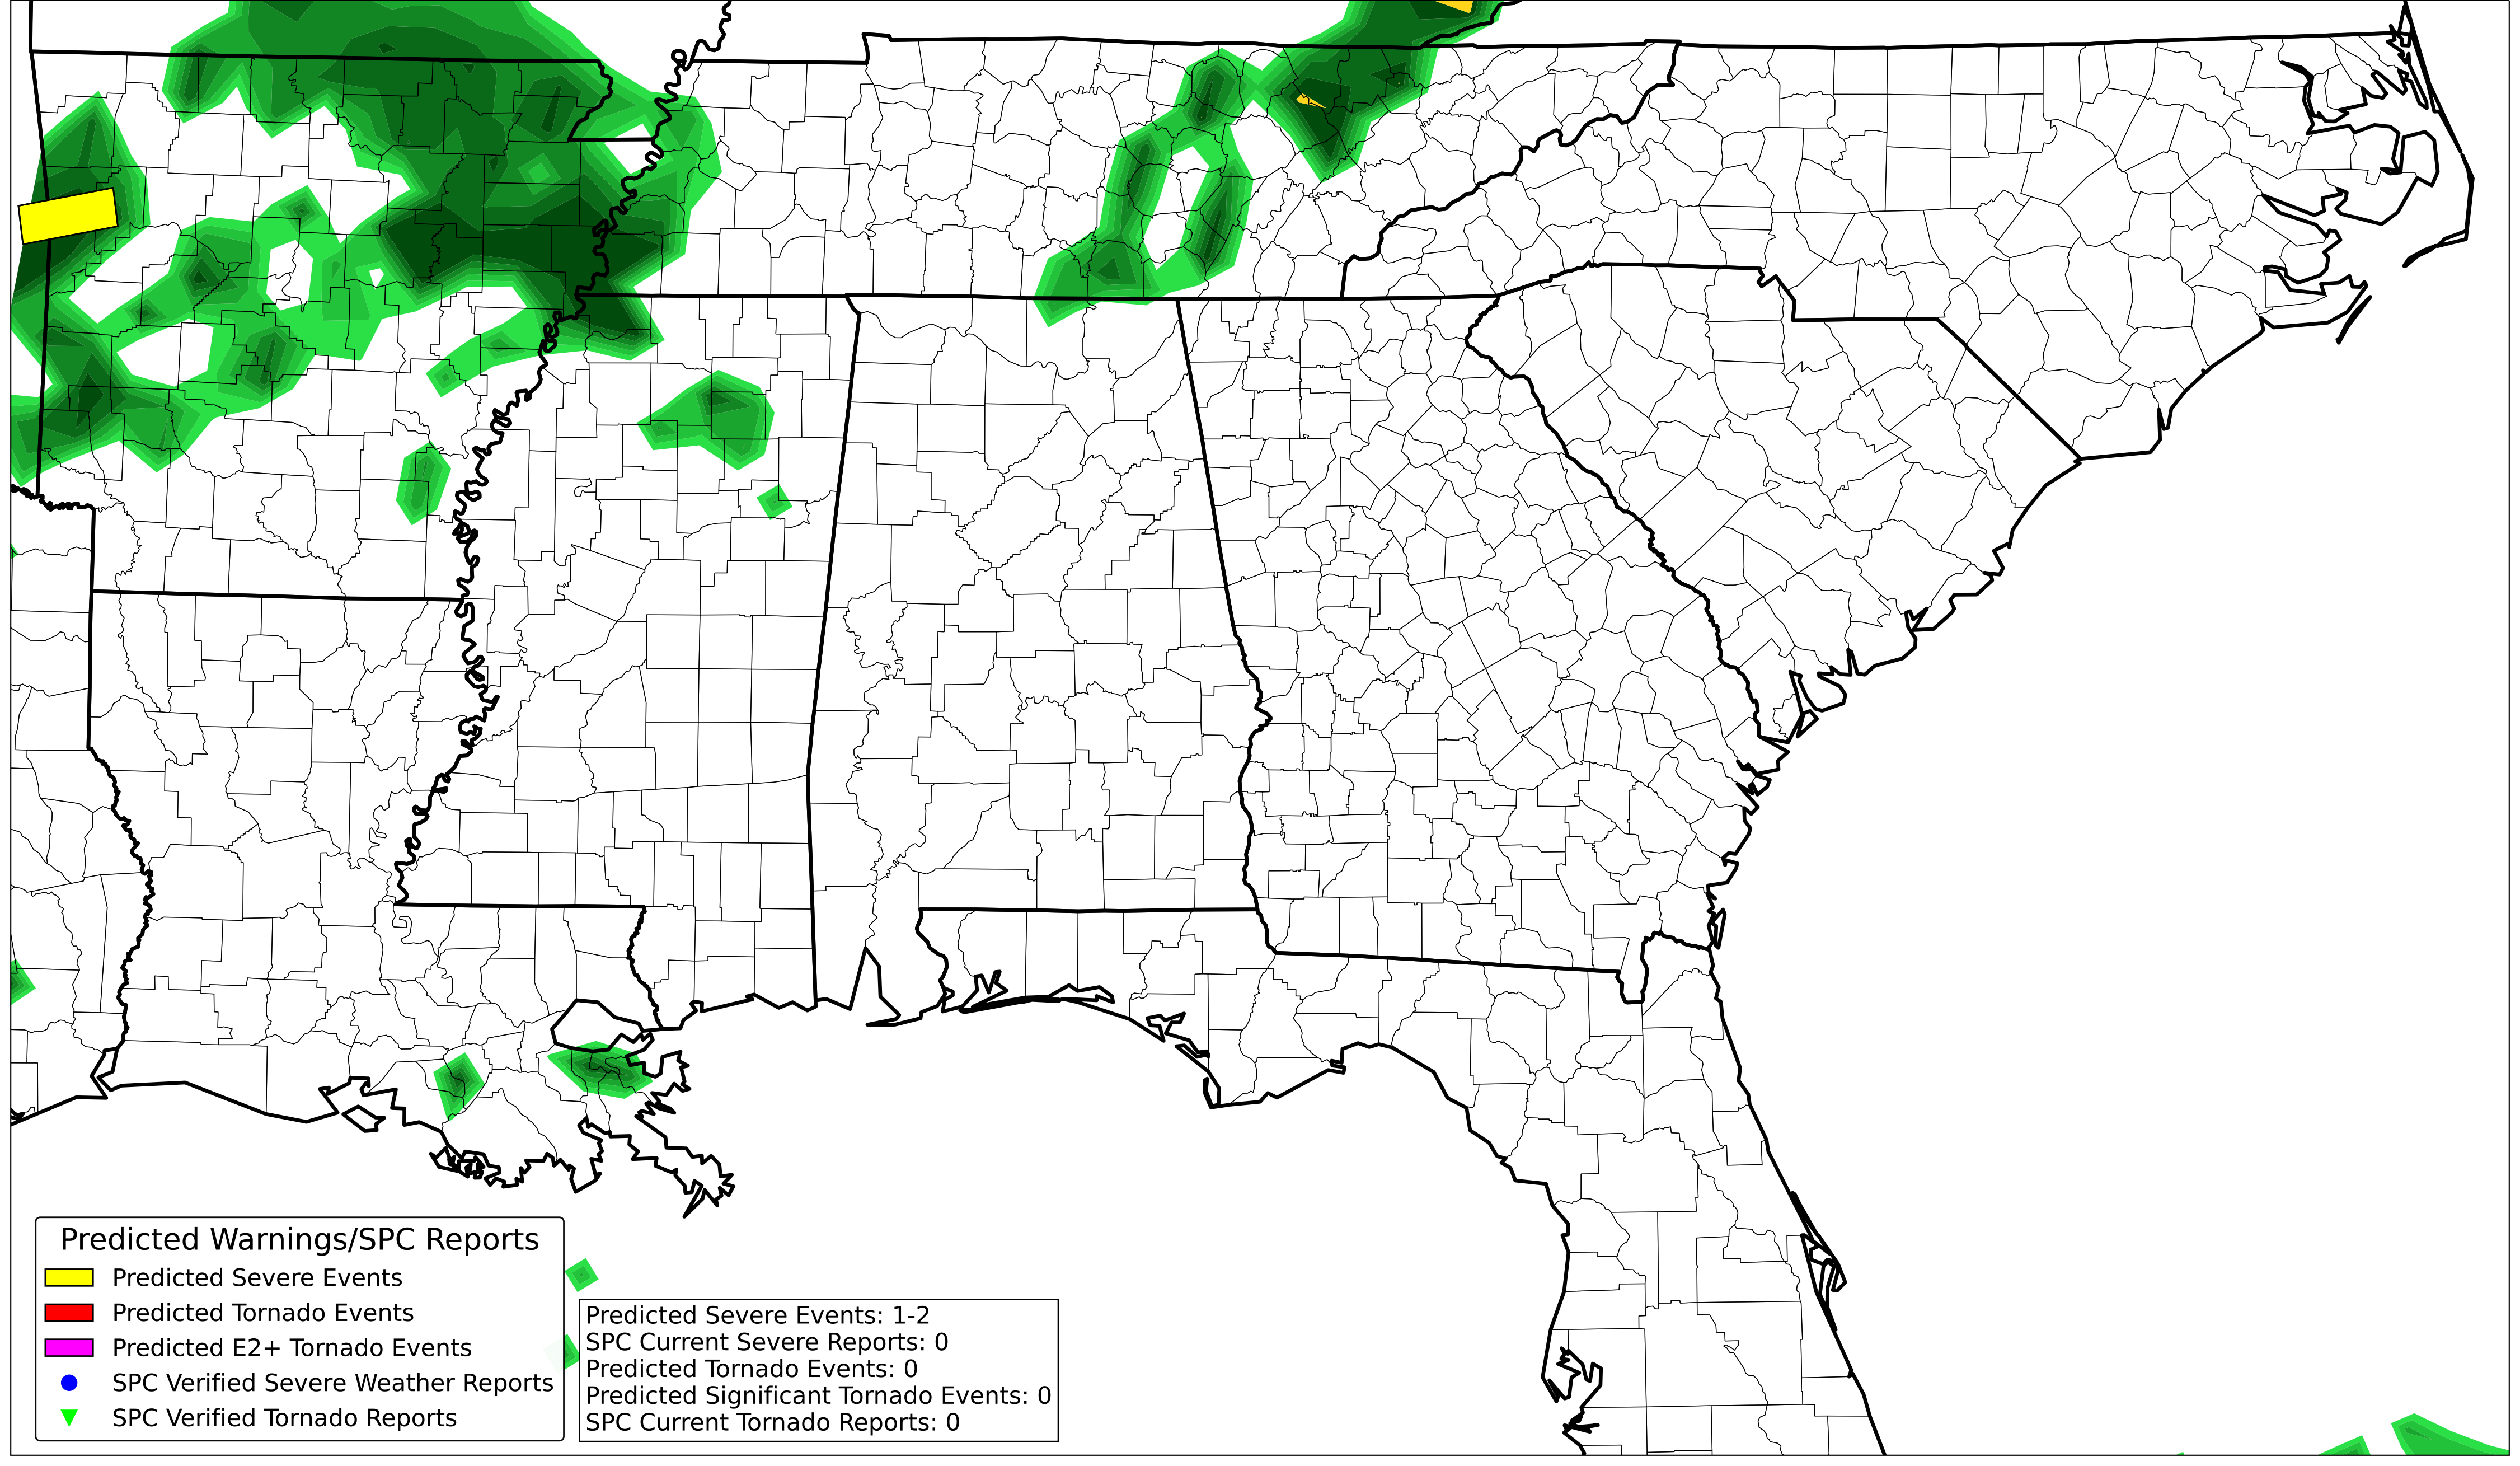 Predicted Warnings/SPC Reports
Predicted Severe Events
Predicted Tornado Events
Predicted E2+ Tornado Events
SPC Verified Severe Weather Reports
SPC Verified Tornado Reports
Predicted Severe Events: 1-2
SPC Current Severe Reports: 0
Predicted Tornado Events: 0
Predicted Significant Tornado Events: 0
SPC Current Tornado Reports: 0